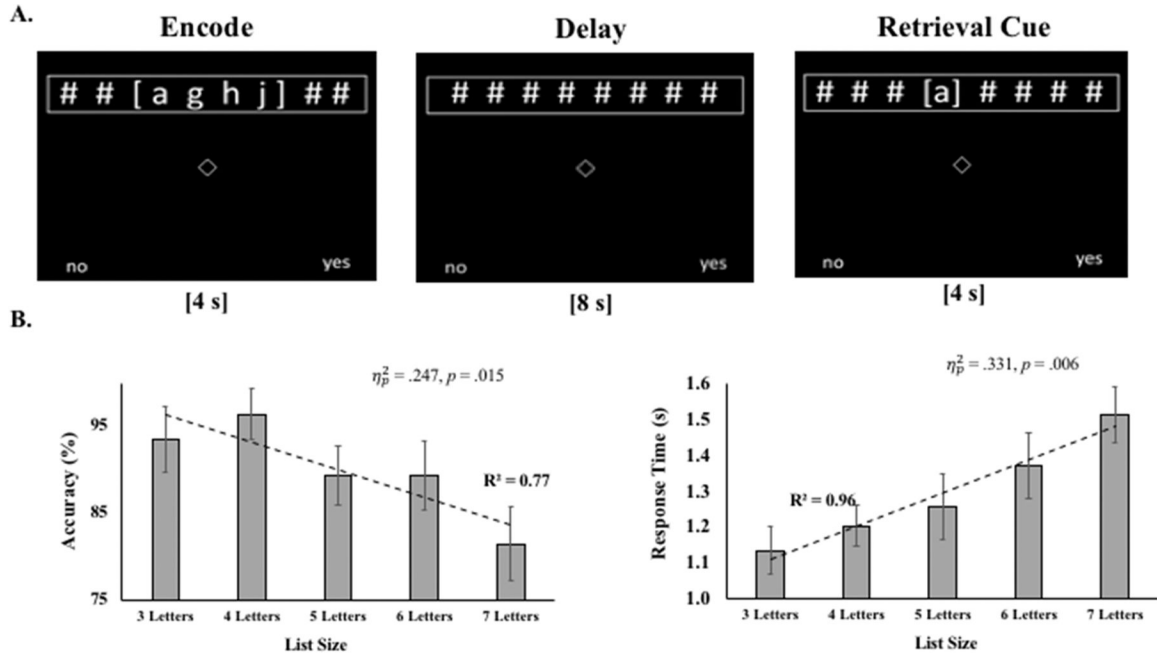 A.
Encode
Delay
Retrieval Cue
# # [ a g h j ] # #
# # # # # # # #
# # # [a] # # # #
no
yes
no
yes
no
yes
[4 s]
[8 s]
[4 s]
B.
η²p = .247, p = .015
R² = 0.77
Accuracy (%)
95
85
75
3 Letters
4 Letters
5 Letters
6 Letters
7 Letters
List Size
η²p = .331, p = .006
R² = 0.96
Response Time (s)
1.6
1.5
1.4
1.3
1.2
1.1
1.0
3 Letters
4 Letters
5 Letters
6 Letters
7 Letters
List Size